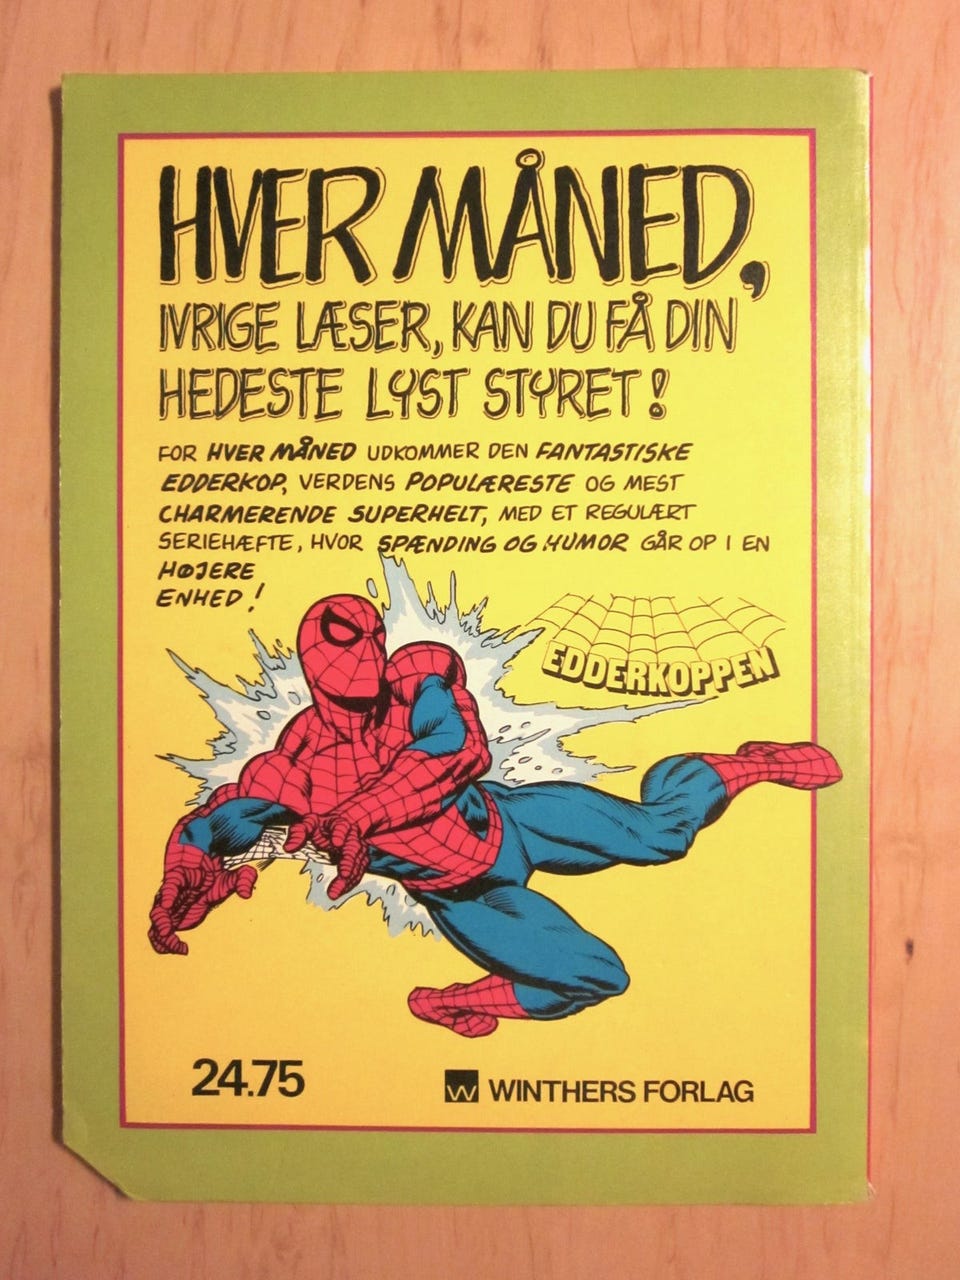 HVER MÅNED,
IVRIGE LÆSER, KAN DU FÅ DIN
HEDESTE LYST STYRET!
FOR HVER MÅNED UDKOMMER DEN FANTASTISKE
EDDERKOP, VERDENS POPULÆRESTE OG MEST
CHARMERENDE SUPERHELT, MED ET REGULÆRT
SERIEHÆFTE, HVOR SPÆNDING OG HUMOR GÅR OP I EN
HØJERE
ENHED!
EDDERKOPPEN
24.75
W WINTHERS FORLAG